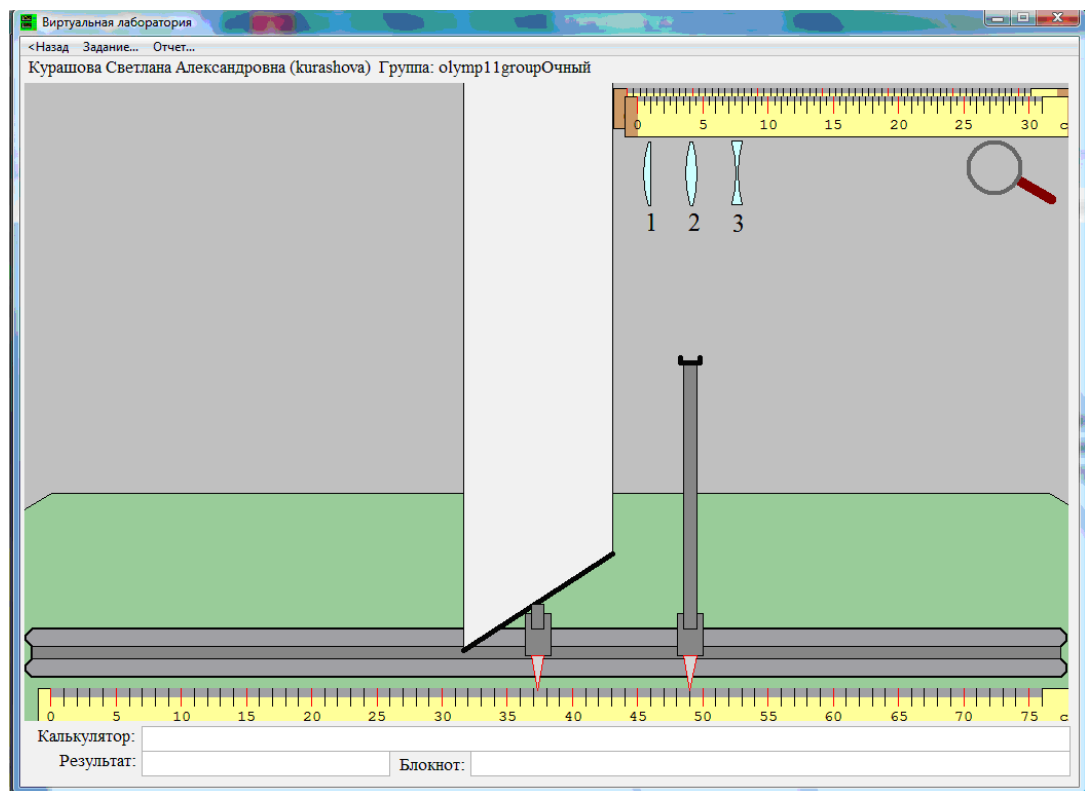 Виртуальная лаборатория
<Назад Задание... Отчет...
Курашова Светлана Александровна (kurashova) Группа: olymp11groupОчный
0 5 10 15 20 25 30 с
1 2 3
0 5 10 15 20 25 30 35 40 45 50 55 60 65 70 75 с
Калькулятор:
Результат:
Блокнот: